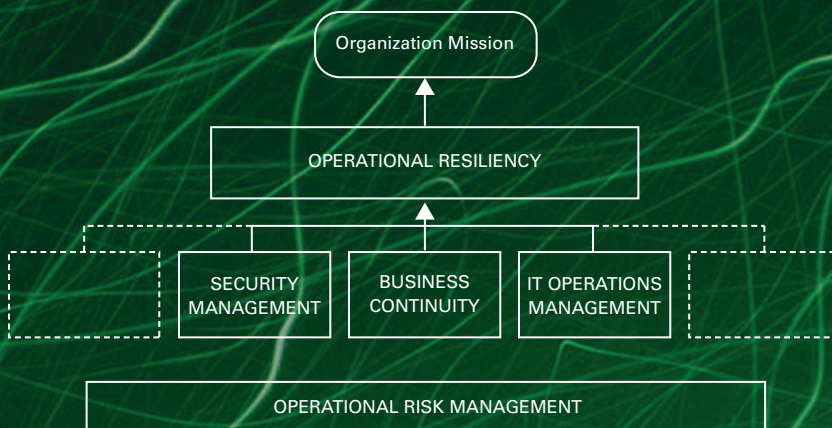 Organization Mission
OPERATIONAL RESILIENCY
SECURITY
MANAGEMENT
BUSINESS
CONTINUITY
IT OPERATIONS
MANAGEMENT
OPERATIONAL RISK MANAGEMENT